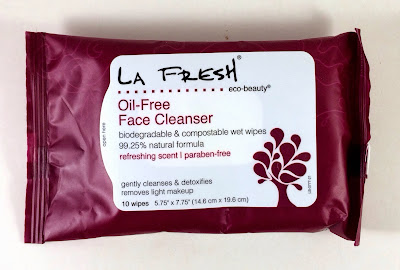 LA FRESH®
eco-beauty®
Oil-Free
Face Cleanser
biodegradable & compostable wet wipes
99.25% natural formula
refreshing scent | paraben-free
gently cleanses & detoxifies
removes light makeup
10 wipes 5.75" x 7.75" (14.6 cm x 19.6 cm)
open here